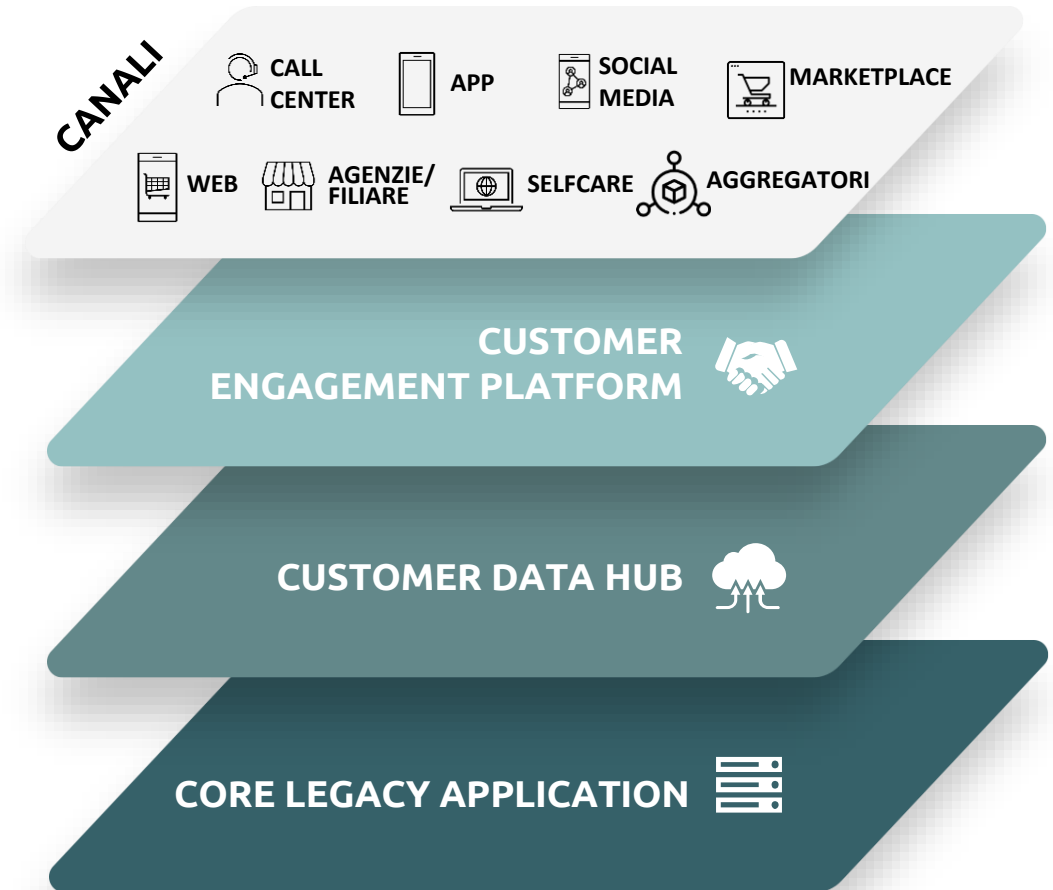 CANALI
CALL
CENTER
APP
SOCIAL
MEDIA
MARKETPLACE
WEB
AGENZIE/
FILIARE
SELFCARE
AGGREGATORI
CUSTOMER
ENGAGEMENT PLATFORM
CUSTOMER DATA HUB
CORE LEGACY APPLICATION